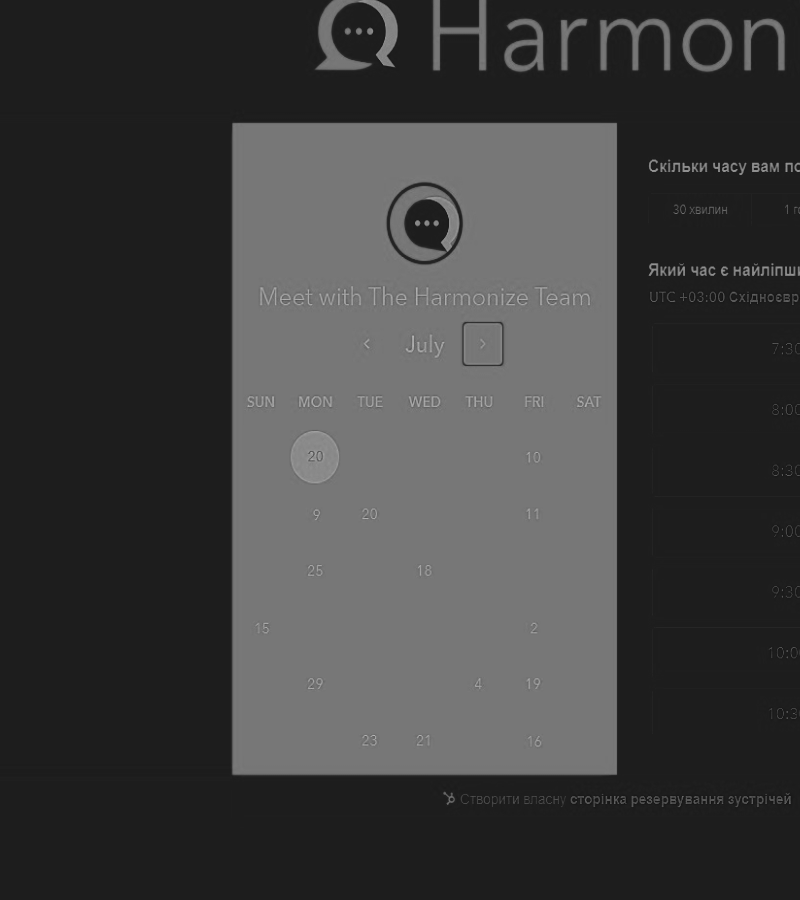 Harmon
Meet with The Harmonize Team
July
SUN MON TUE WED THU FRI SAT
20 10
9 20 11
25 18
15 2
29 4 19
23 21 16
Скільки часу вам по
30 хвилин 1 го
Який час є найліпши
UTC +03:00 Східноєвр
7:30
8:00
8:30
9:00
9:30
10:00
10:30
Створити власну сторінка резервування зустрічей